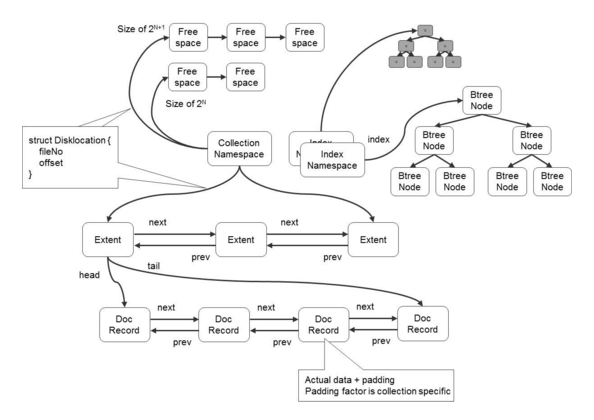 Size of 2N+1
Free
space
Free
space
Free
space
Free
space
Free
space
Size of 2N
struct Disklocation {
fileNo
offset
}
Collection
Namespace
Index
Index
Namespace
index
Btree
Node
Btree
Node
Btree
Node
Btree
Node
Btree
Node
Btree
Node
Btree
Node
next
next
Extent
Extent
Extent
prev
prev
head
tail
next
next
next
Doc
Record
Doc
Record
Doc
Record
Doc
Record
prev
prev
prev
Actual data + padding
Padding factor is collection specific